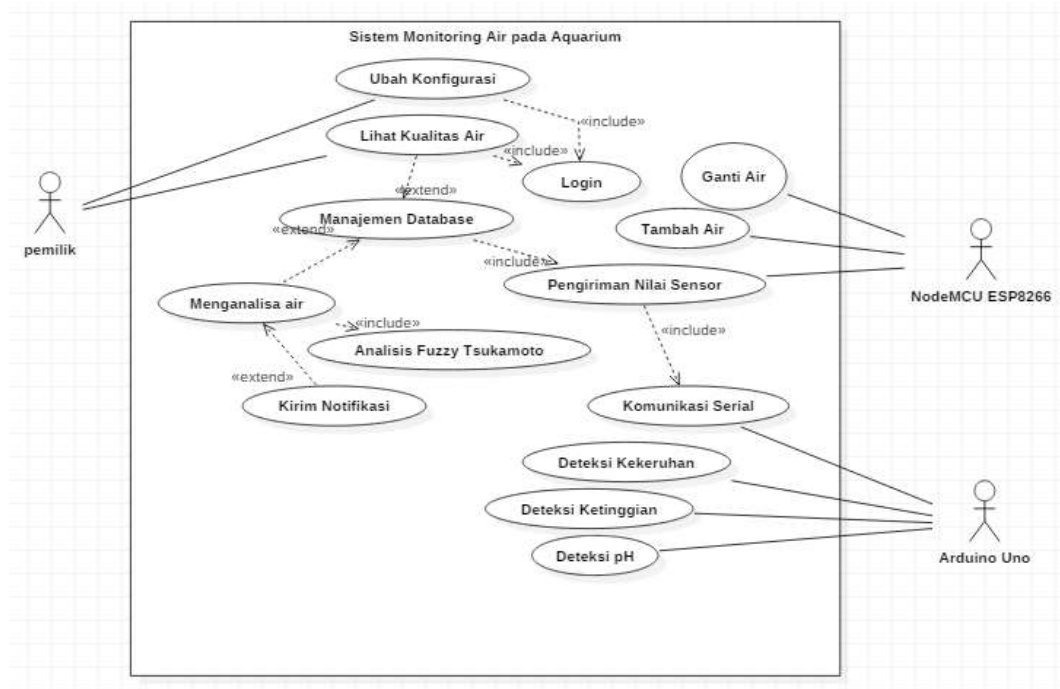 Sistem Monitoring Air pada Aquarium
Ubah Konfigurasi
«include»
Lihat Kualitas Air
«include»
Login
Ganti Air
«extend»
Manajemen Database
«extend»
Tambah Air
pemilik
«include»
Pengiriman Nilai Sensor
NodeMCU ESP8266
Menganalisa air
«include»
«include»
Analisis Fuzzy Tsukamoto
«extend»
Kirim Notifikasi
Komunikasi Serial
Deteksi Kekeruhan
Deteksi Ketinggian
Deteksi pH
Arduino Uno